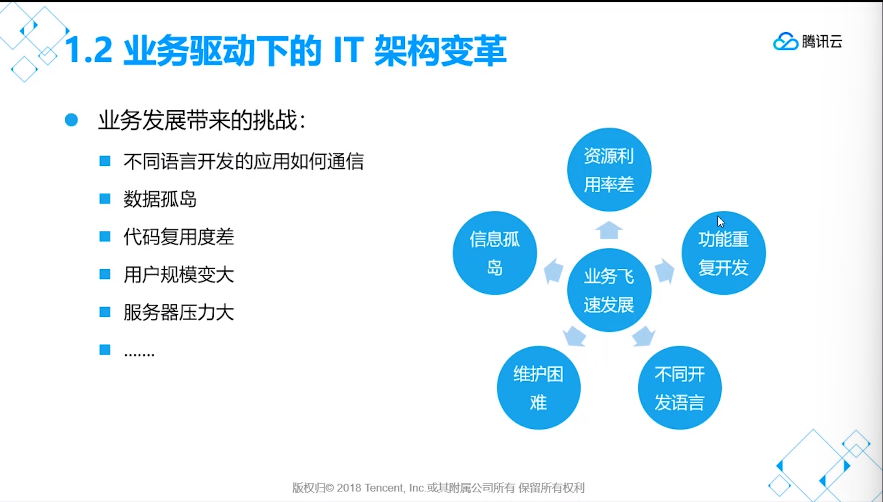 1.2 业务驱动下的 IT 架构变革
腾讯云
业务发展带来的挑战：
不同语言开发的应用如何通信
数据孤岛
代码复用度差
用户规模变大
服务器压力大
.......
资源利
用率差
信息孤
岛
功能重
复开发
业务飞
速发展
维护困
难
不同开
发语言
版权归© 2018 Tencent, Inc.或其附属公司所有 保留所有权利